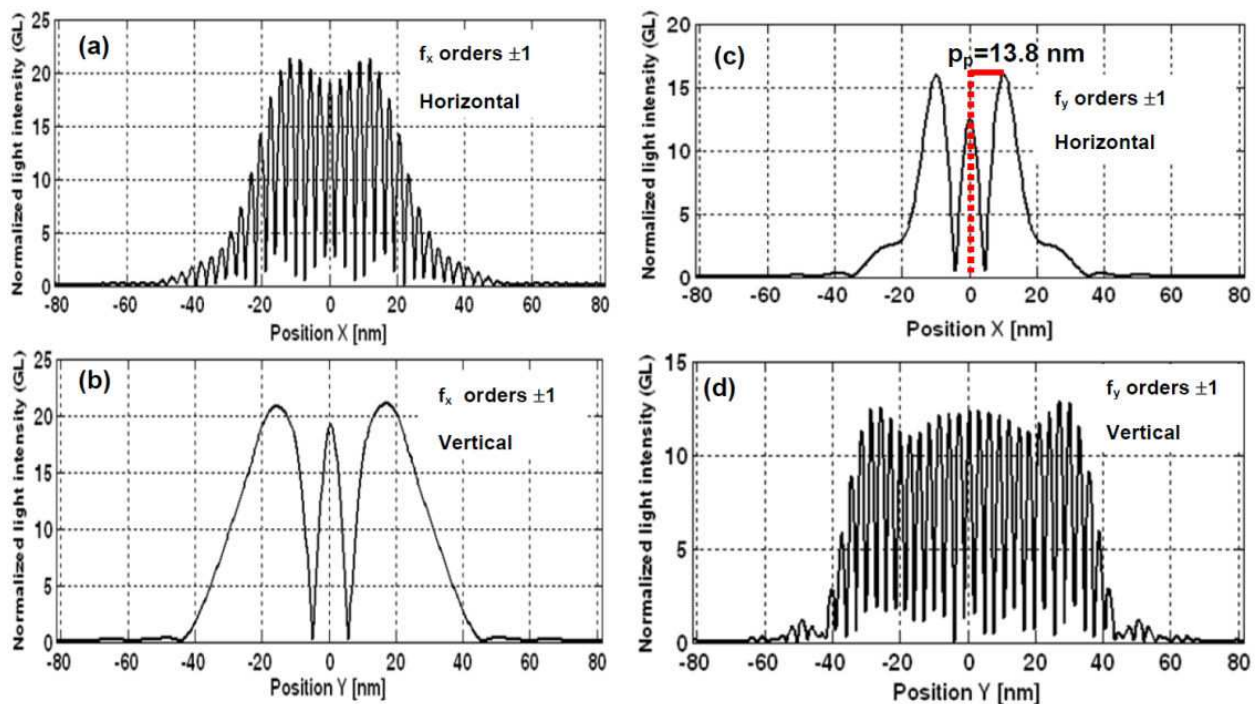 (a)
f_x orders ±1
Horizontal
Normalized light intensity (GL)
25
20
15
10
5
0
-80 -60 -40 -20 0 20 40 60 80
Position X [nm]
(c)
p_p=13.8 nm
f_y orders ±1
Horizontal
Normalized light intensity (GL)
20
15
10
5
0
-80 -60 -40 -20 0 20 40 60 80
Position X [nm]
(b)
f_x orders ±1
Vertical
Normalized light intensity (GL)
25
20
15
10
5
0
-80 -60 -40 -20 0 20 40 60 80
Position Y [nm]
(d)
f_y orders ±1
Vertical
Normalized light intensity (GL)
15
10
5
0
-80 -60 -40 -20 0 20 40 60 80
Position Y [nm]